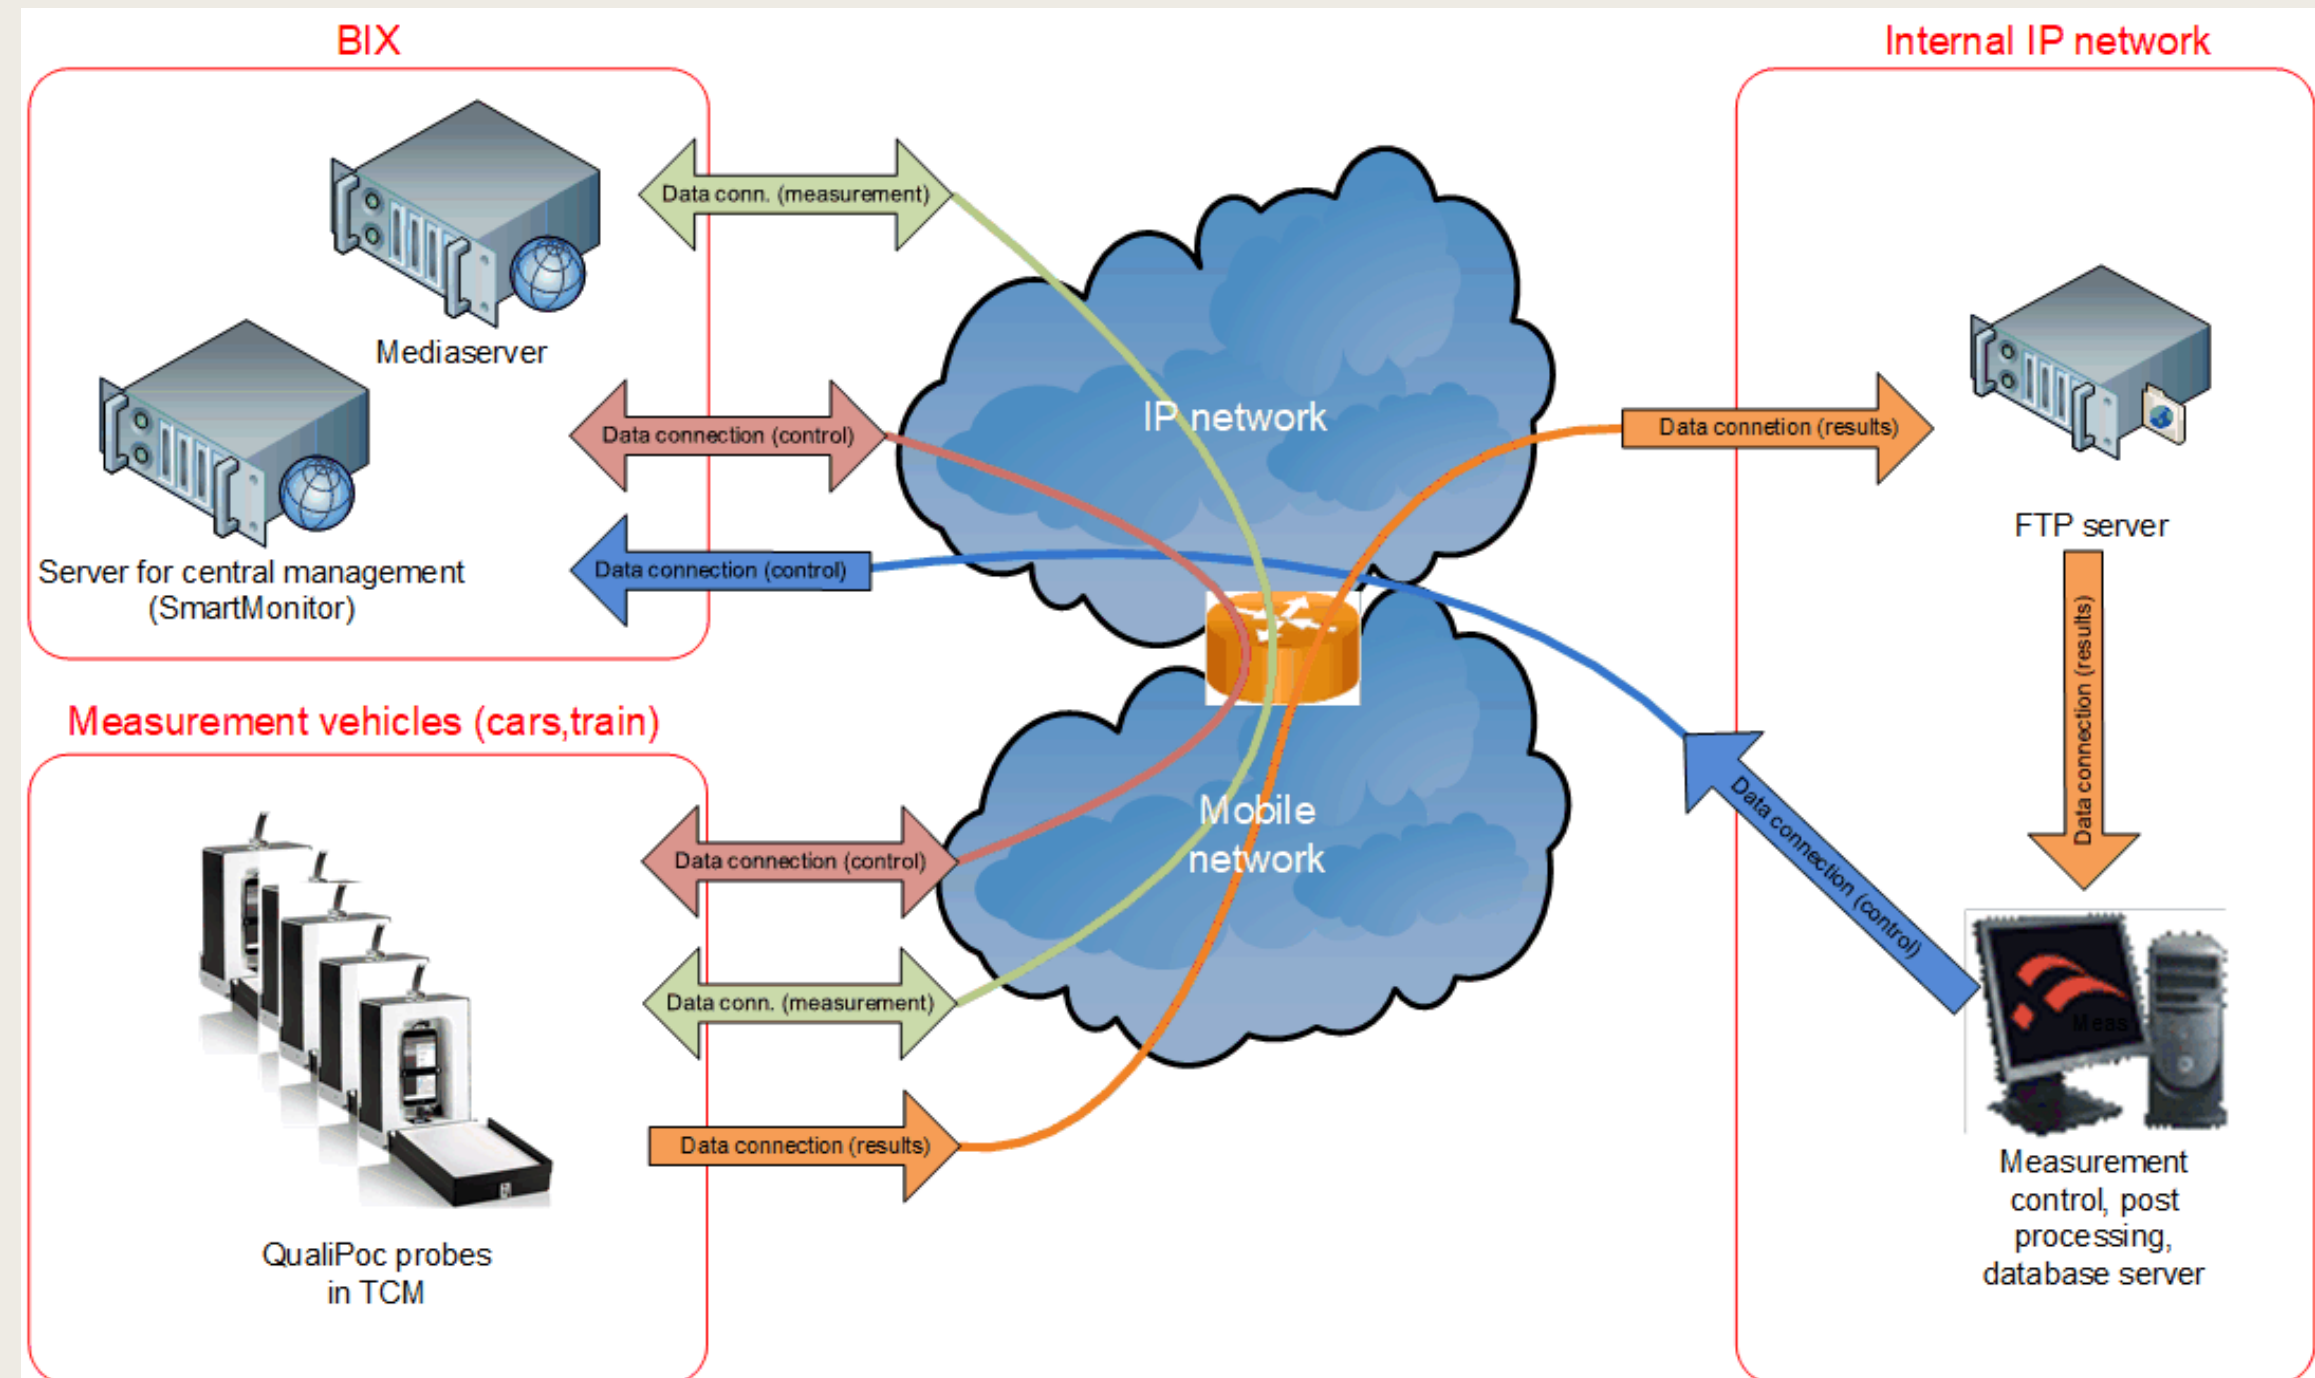 BIX
Internal IP network
Data conn. (measurement)
Mediaserver
IP network
Data connection (control)
Data connetion (results)
FTP server
Data connection (control)
Server for central management
(SmartMonitor)
Data connection (results)
Measurement vehicles (cars,train)
Data connection (control)
Mobile
network
Data connection (control)
Data conn. (measurement)
Meas
Data connection (results)
Measurement
control, post
processing,
database server
QualiPoc probes
in TCM